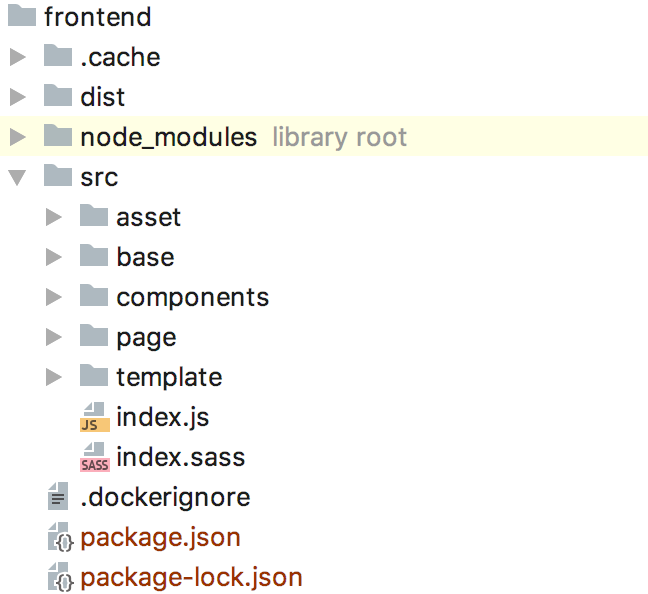 frontend
.cache
dist
node_modules library root
src
asset
base
components
page
template
JS index.js
SASS index.sass
.dockerignore
{} package.json
{} package-lock.json